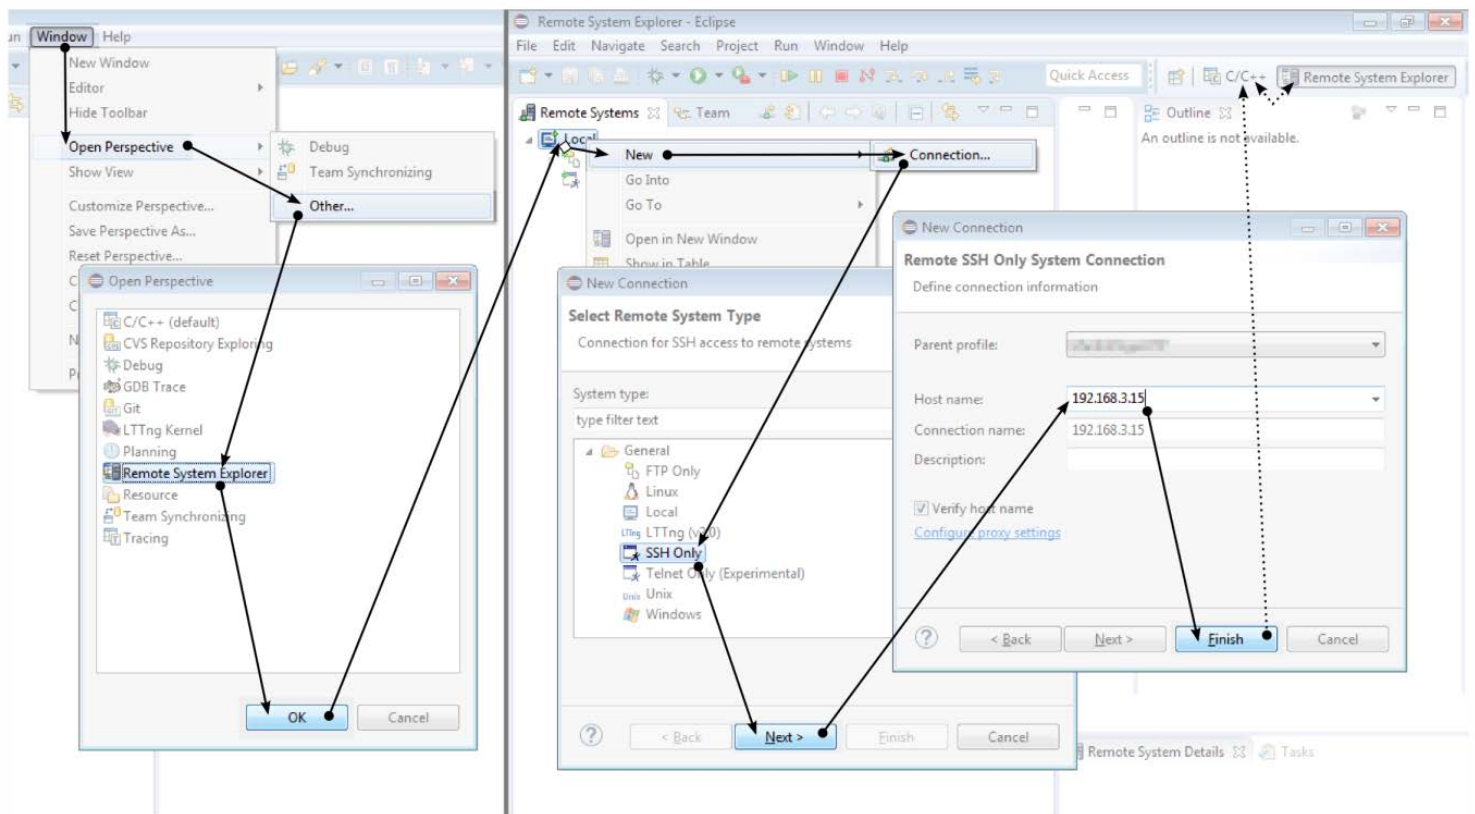 un Window Help
New Window
Editor
Hide Toolbar
Open Perspective
Show View
Customize Perspective...
Save Perspective As...
Reset Perspective...
C
C
N
P
Debug
Team Synchronizing
Other...
Open Perspective
C/C++ (default)
CVS Repository Exploring
Debug
GDB Trace
Git
LTTng Kernel
Planning
Remote System Explorer
Resource
Team Synchronizing
Tracing
OK Cancel
Remote System Explorer - Eclipse
File Edit Navigate Search Project Run Window Help
Quick Access C/C++ Remote System Explorer
Remote Systems Team
Local
New
Go Into
Go To
Open in New Window
Show in Table
Connection...
Outline
An outline is not available.
New Connection
Select Remote System Type
Connection for SSH access to remote systems
System type:
type filter text
General
FTP Only
Linux
Local
LTTng LTTng (v2.0)
SSH Only
Telnet Only (Experimental)
Unix Unix
Windows
? < Back Next > Finish Cancel
New Connection
Remote SSH Only System Connection
Define connection information
Parent profile:
Host name: 192.168.3.15
Connection name: 192.168.3.15
Description:
Verify host name
Configure proxy settings
? < Back Next > Finish Cancel
Remote System Details Tasks